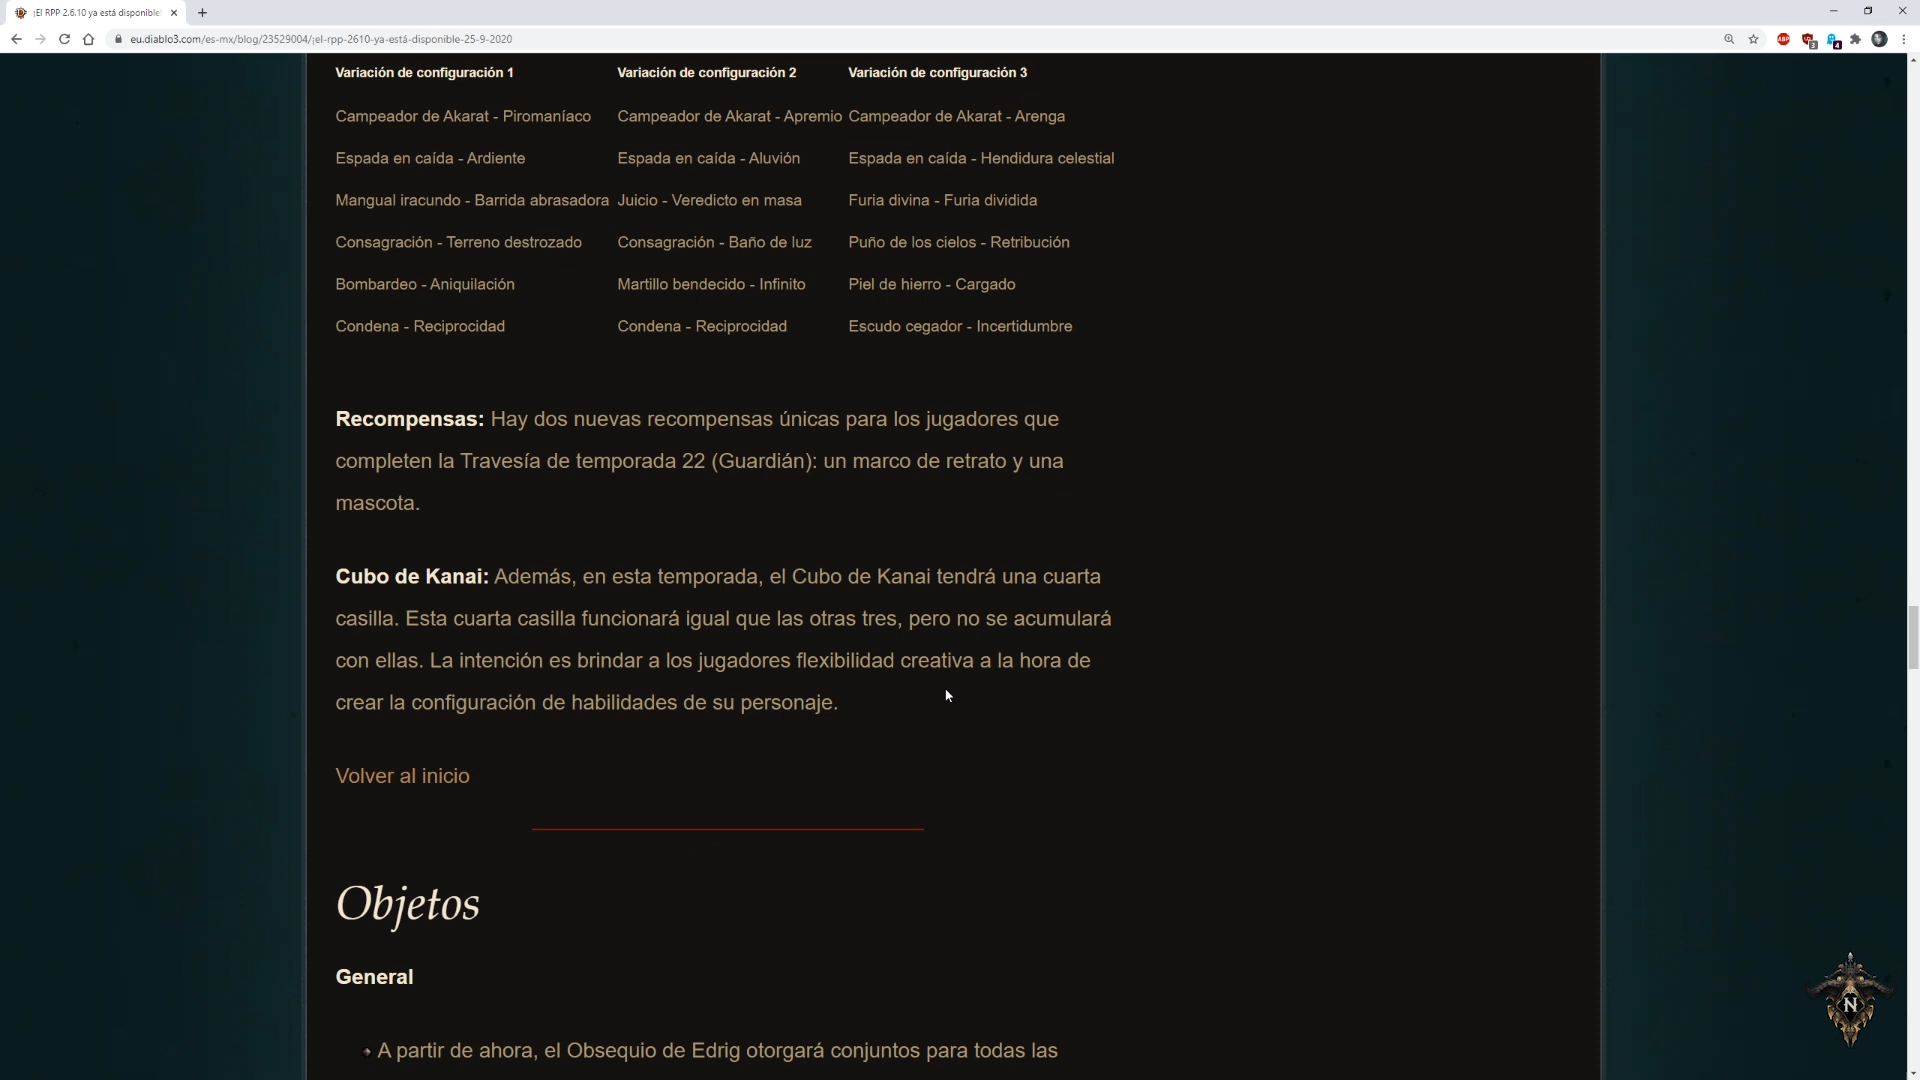 ¡El RPP 2.6.10 ya está disponible!
eu.diablo3.com/es-mx/blog/23529004/¡el-rpp-2610-ya-está-disponible-25-9-2020
ABP
3
4
Variación de configuración 1 Variación de configuración 2 Variación de configuración 3
Campeador de Akarat - Piromaníaco Campeador de Akarat - Apremio Campeador de Akarat - Arenga
Espada en caída - Ardiente Espada en caída - Aluvión Espada en caída - Hendidura celestial
Mangual iracundo - Barrida abrasadora Juicio - Veredicto en masa Furia divina - Furia dividida
Consagración - Terreno destrozado Consagración - Baño de luz Puño de los cielos - Retribución
Bombardeo - Aniquilación Martillo bendecido - Infinito Piel de hierro - Cargado
Condena - Reciprocidad Condena - Reciprocidad Escudo cegador - Incertidumbre
Recompensas: Hay dos nuevas recompensas únicas para los jugadores que
completen la Travesía de temporada 22 (Guardián): un marco de retrato y una
mascota.
Cubo de Kanai: Además, en esta temporada, el Cubo de Kanai tendrá una cuarta
casilla. Esta cuarta casilla funcionará igual que las otras tres, pero no se acumulará
con ellas. La intención es brindar a los jugadores flexibilidad creativa a la hora de
crear la configuración de habilidades de su personaje.
Volver al inicio
Objetos
General
A partir de ahora, el Obsequio de Edrig otorgará conjuntos para todas las
N